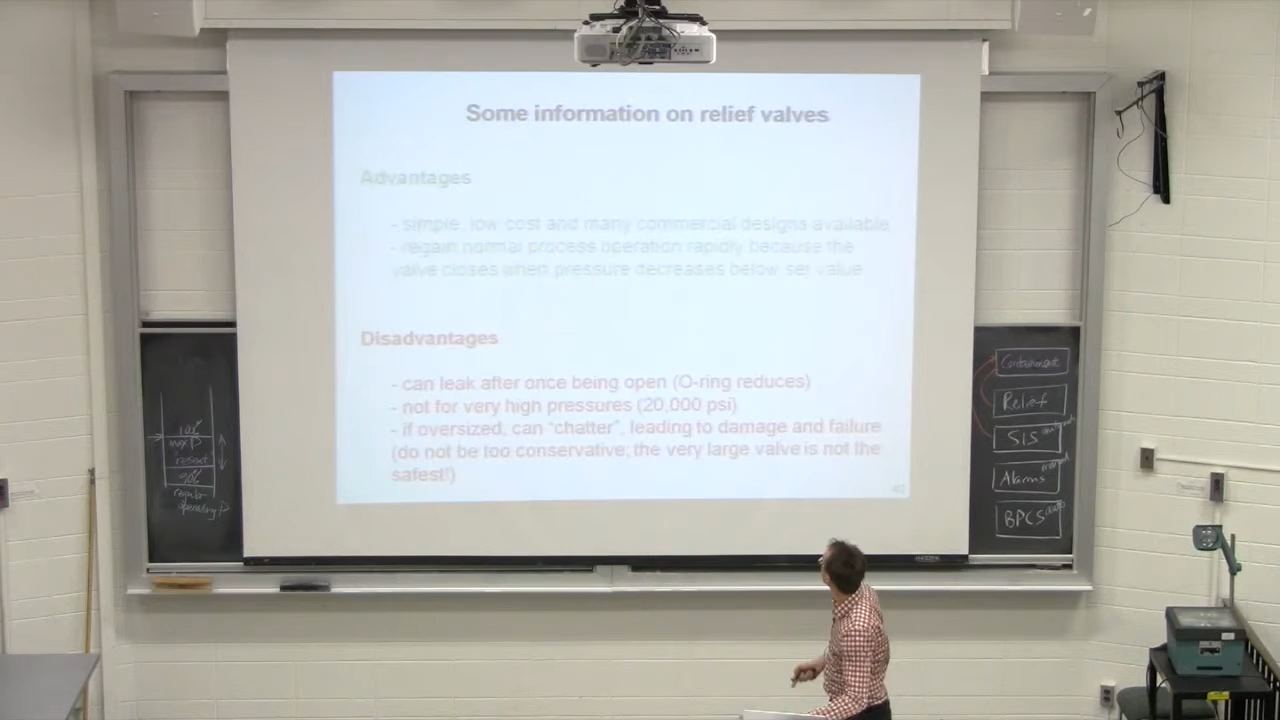 Some information on relief valves
Advantages
- simple, low cost and many commercial designs available
- regain normal process operation rapidly because the
valve closes when pressure decreases below set value
Disadvantages
- can leak after once being open (O-ring reduces)
- not for very high pressures (20,000 psi)
- if oversized, can “chatter”, leading to damage and failure
(do not be too conservative; the very large valve is not the
safest!)
max P
90%
regular
operating P
Containment
Relief
SIS
Alarms
BPCS auto